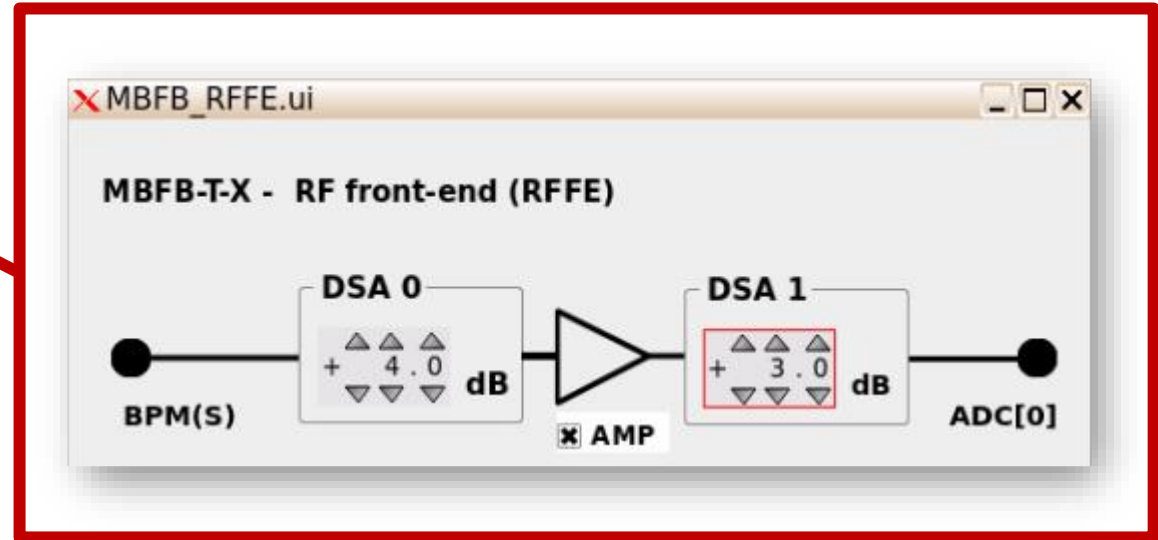 MBFB_RFFE.ui
MBFB-T-X - RF front-end (RFFE)
DSA 0
DSA 1
+ 4.0 dB
+ 3.0 dB
BPM(S)
AMP
ADC[0]